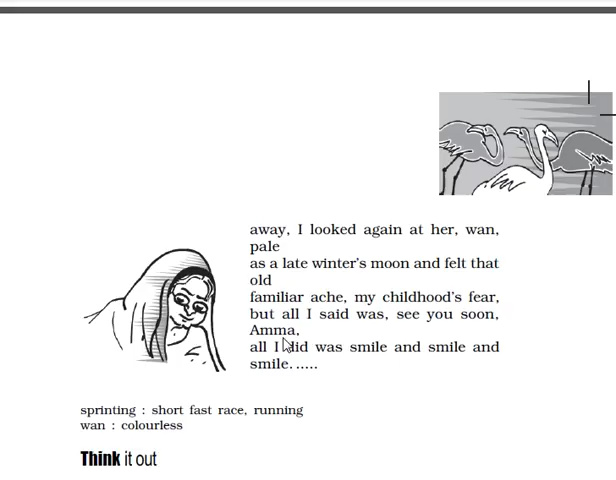 away, I looked again at her, wan,
pale
as a late winter's moon and felt that
old
familiar ache, my childhood's fear,
but all I said was, see you soon,
Amma,
all I did was smile and smile and
smile. .....
sprinting : short fast race, running
wan : colourless
Think it out